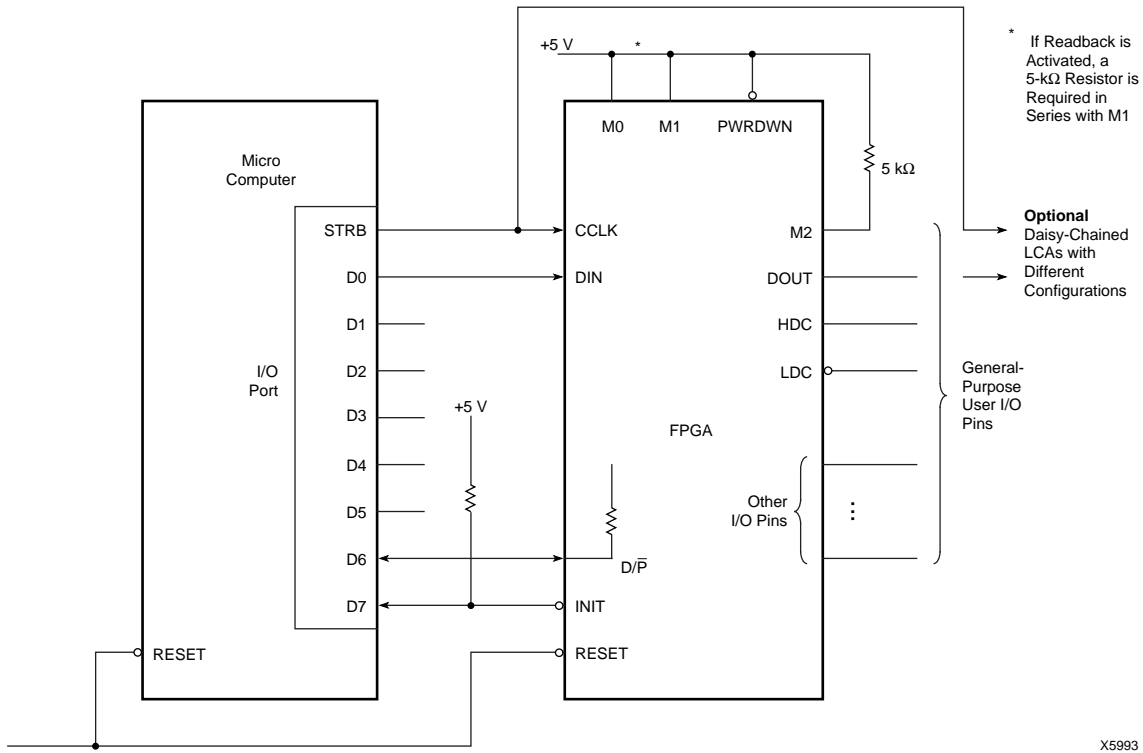 +5 V
*
M0
M1
PWRDWN
* If Readback is
Activated, a
5-kΩ Resistor is
Required in
Series with M1
Micro
Computer
5 kΩ
STRB
CCLK
M2
Optional
Daisy-Chained
LCAs with
Different
Configurations
D0
DIN
DOUT
D1
HDC
I/O
Port
D2
LDC
General-
Purpose
User I/O
Pins
+5 V
D3
FPGA
D4
D5
Other
I/O Pins
⋮
D6
D/P̅
D7
INIT
RESET
RESET
X5993